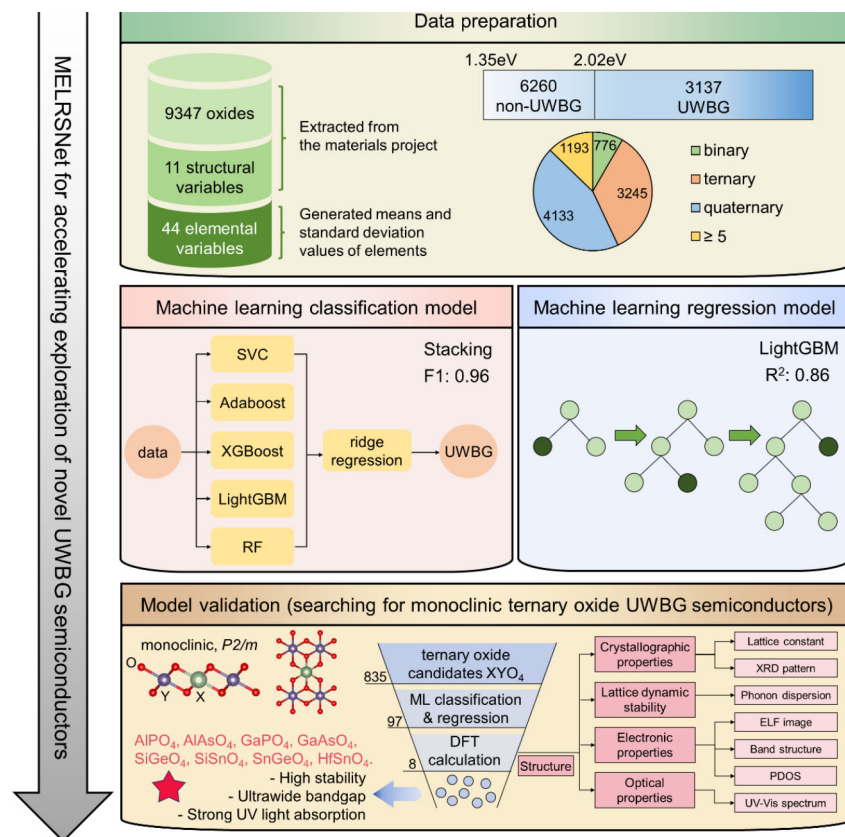 MELRSNet for accelerating exploration of novel UWBG semiconductors
Data preparation
9347 oxides
11 structural
variables
44 elemental
variables
Extracted from
the materials project
Generated means and
standard deviation
values of elements
1.35eV
2.02eV
6260
non-UWBG
3137
UWBG
1193
776
3245
4133
binary
ternary
quaternary
≥ 5
Machine learning classification model
Stacking
F1: 0.96
data
SVC
Adaboost
XGBoost
LightGBM
RF
ridge
regression
UWBG
Machine learning regression model
LightGBM
R²: 0.86
Model validation (searching for monoclinic ternary oxide UWBG semiconductors)
monoclinic, P2/m
O
Y
X
AlPO₄, AlAsO₄, GaPO₄, GaAsO₄,
SiGeO₄, SiSnO₄, SnGeO₄, HfSnO₄.
- High stability
- Ultrawide bandgap
- Strong UV light absorption
835
97
8
ternary oxide
candidates XYO₄
ML classification
& regression
DFT
calculation
Structure
Crystallographic
properties
Lattice dynamic
stability
Electronic
properties
Optical
properties
Lattice constant
XRD pattern
Phonon dispersion
ELF image
Band structure
PDOS
UV-Vis spectrum